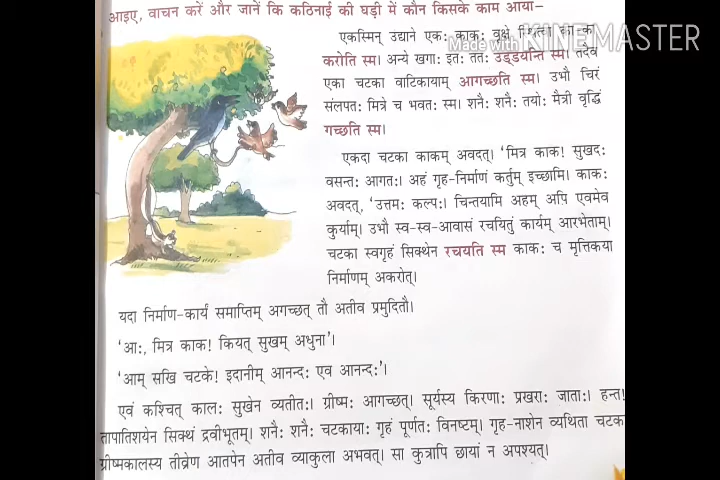 आइए, वाचन करें और जानें कि कठिनाई की घड़ी में कौन किसके काम आया–
एकस्मिन् उद्याने एकः काकः वृक्षे स्थित्वा का-का
Made with KINEMASTER
करोति स्म। अन्ये खगाः इतः ततः उड्डयन्ति स्म। तदैव
एका चटका वाटिकायाम् आगच्छति स्म। उभौ चिरं
संलपतः मित्रे च भवतः स्म। शनैः शनैः तयोः मैत्री वृद्धिं
गच्छति स्म।
एकदा चटका काकम् अवदत्। 'मित्र काक! सुखदः
वसन्तः आगतः। अहं गृह-निर्माणं कर्तुम् इच्छामि। काकः
अवदत्, 'उत्तमः कल्पः। चिन्तयामि अहम् अपि एवमेव
कुर्याम्। उभौ स्व-स्व-आवासं रचयितुं कार्यम् आरभेताम्।
चटका स्वगृहं सिक्थेन रचयति स्म काकः च मृत्तिकया
निर्माणम् अकरोत्।
यदा निर्माण-कार्यं समाप्तिम् अगच्छत् तौ अतीव प्रमुदितौ।
'आः, मित्र काक! कियत् सुखम् अधुना'।
'आम् सखि चटके! इदानीम् आनन्दः एव आनन्दः'।
एवं कश्चित् कालः सुखेन व्यतीतः। ग्रीष्मः आगच्छत्। सूर्यस्य किरणाः प्रखराः जाताः। हन्त!
तापातिशयेन सिक्थं द्रवीभूतम्। शनैः शनैः चटकायाः गृहं पूर्णतः विनष्टम्। गृह-नाशेन व्यथिता चटका
ग्रीष्मकालस्य तीव्रेण आतपेन अतीव व्याकुला अभवत्। सा कुत्रापि छायां न अपश्यत्।